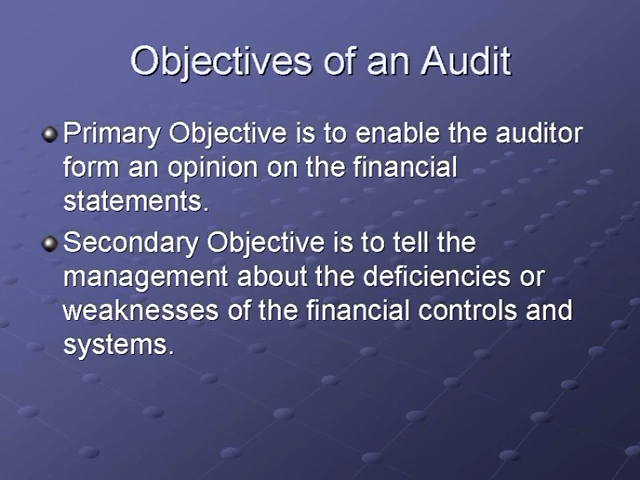 Objectives of an Audit
Primary Objective is to enable the auditor
form an opinion on the financial
statements.
Secondary Objective is to tell the
management about the deficiencies or
weaknesses of the financial controls and
systems.